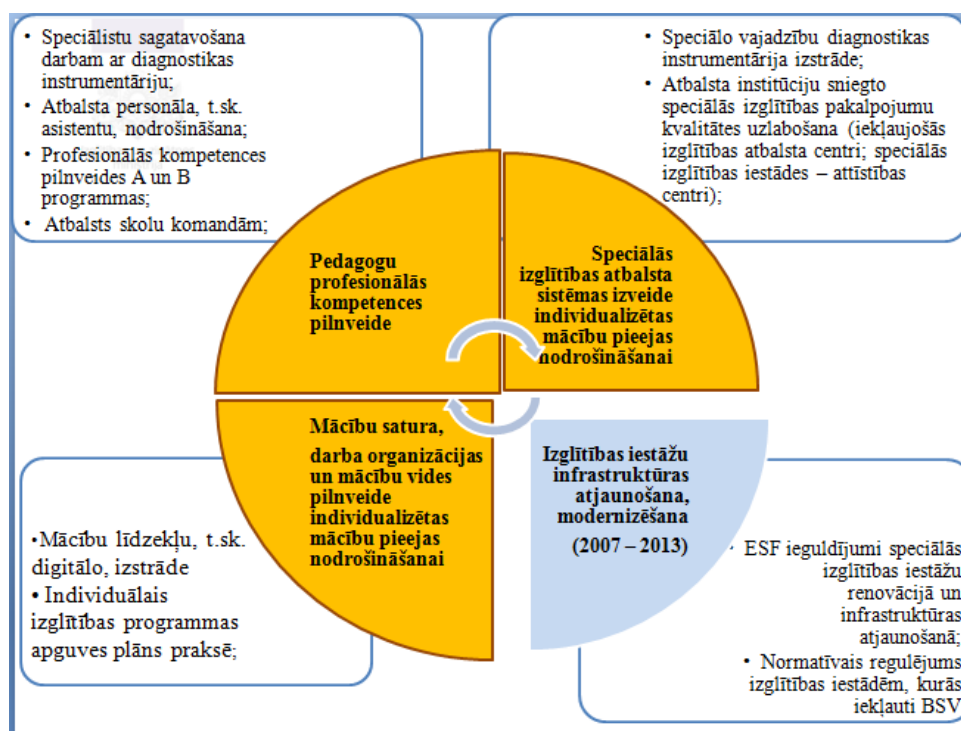 • Speciālistu sagatavošana
darbam ar diagnostikas
instrumentāriju;
• Atbalsta personāla, t.sk.
asistentu, nodrošināšana;
• Profesionālās kompetences
pilnveides A un B
programmas;
• Atbalsts skolu komandām;
• Speciālo vajadzību diagnostikas
instrumentārija izstrāde;
• Atbalsta institūciju sniegto
speciālās izglītības pakalpojumu
kvalitātes uzlabošana (iekļaujošās
izglītības atbalsta centri; speciālās
izglītības iestādes – attīstības
centri);
Pedagogu
profesionālās
kompetences
pilnveide
Speciālās
izglītības atbalsta
sistēmas izveide
individualizētas
mācību pieejas
nodrošināšanai
Mācību satura,
darba organizācijas
un mācību vides
pilnveide
individualizētas
mācību pieejas
nodrošināšanai
Izglītības iestāžu
infrastruktūras
atjaunošana,
modernizēšana
(2007 – 2013)
•Mācību līdzekļu, t.sk.
digitālo, izstrāde
• Individuālais
izglītības programmas
apguves plāns praksē;
• ESF ieguldījumi speciālās
izglītības iestāžu
renovācijā un
infrastruktūras
atjaunošanā;
• Normatīvais regulējums
izglītības iestādēm, kurās
iekļauti BSV